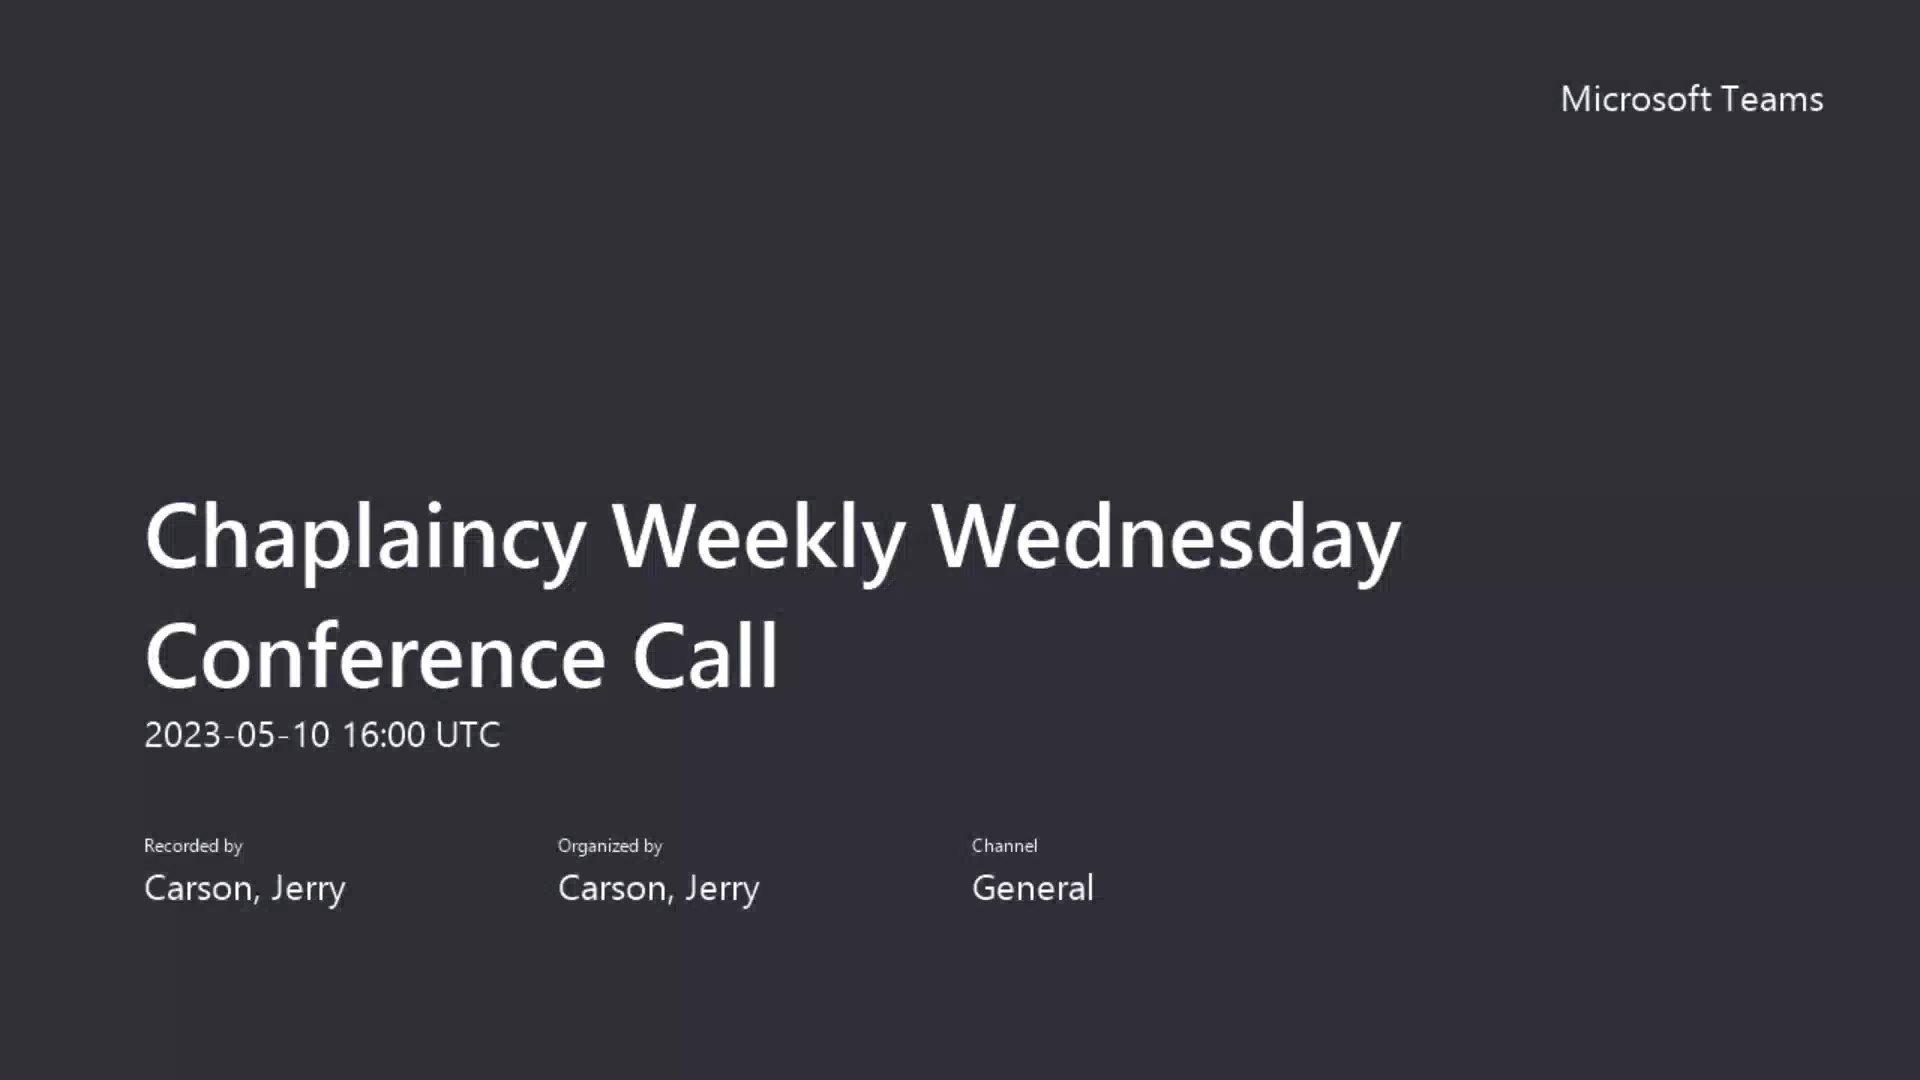 Microsoft Teams
Chaplaincy Weekly Wednesday
Conference Call
2023-05-10 16:00 UTC
Recorded by
Carson, Jerry
Organized by
Carson, Jerry
Channel
General